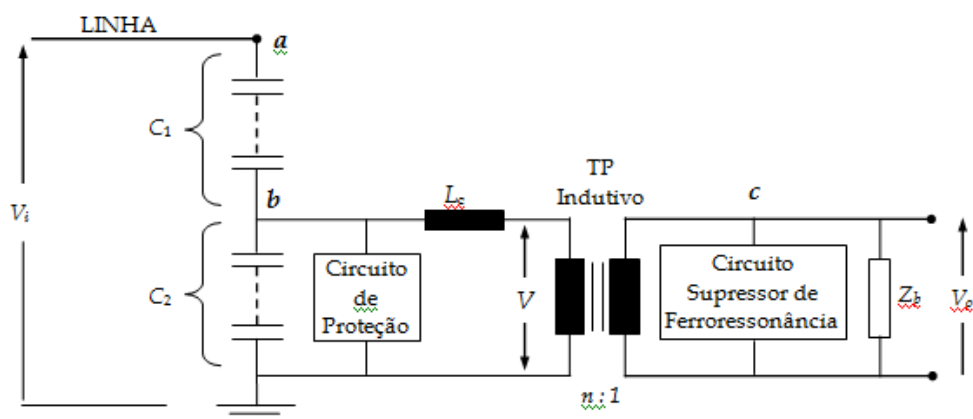 LINHA
a
C1
TP
Indutivo
b
Lc
c
Vi
Circuito
de
Proteção
V
Circuito
Supressor de
Ferroressonância
Zb
Vo
C2
n : 1